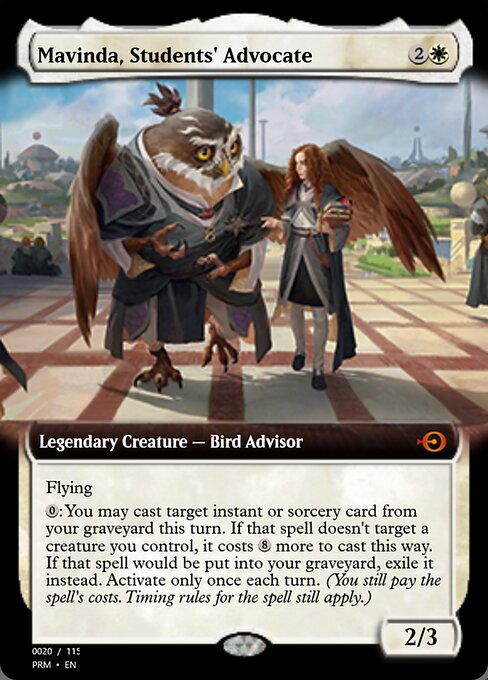 Mavinda, Students' Advocate 2
Legendary Creature — Bird Advisor
Flying
0: You may cast target instant or sorcery card from
your graveyard this turn. If that spell doesn't target a
creature you control, it costs 8 more to cast this way.
If that spell would be put into your graveyard, exile it
instead. Activate only once each turn. (You still pay the
spell's costs. Timing rules for the spell still apply.)
2/3
0020 / 115
PRM • EN